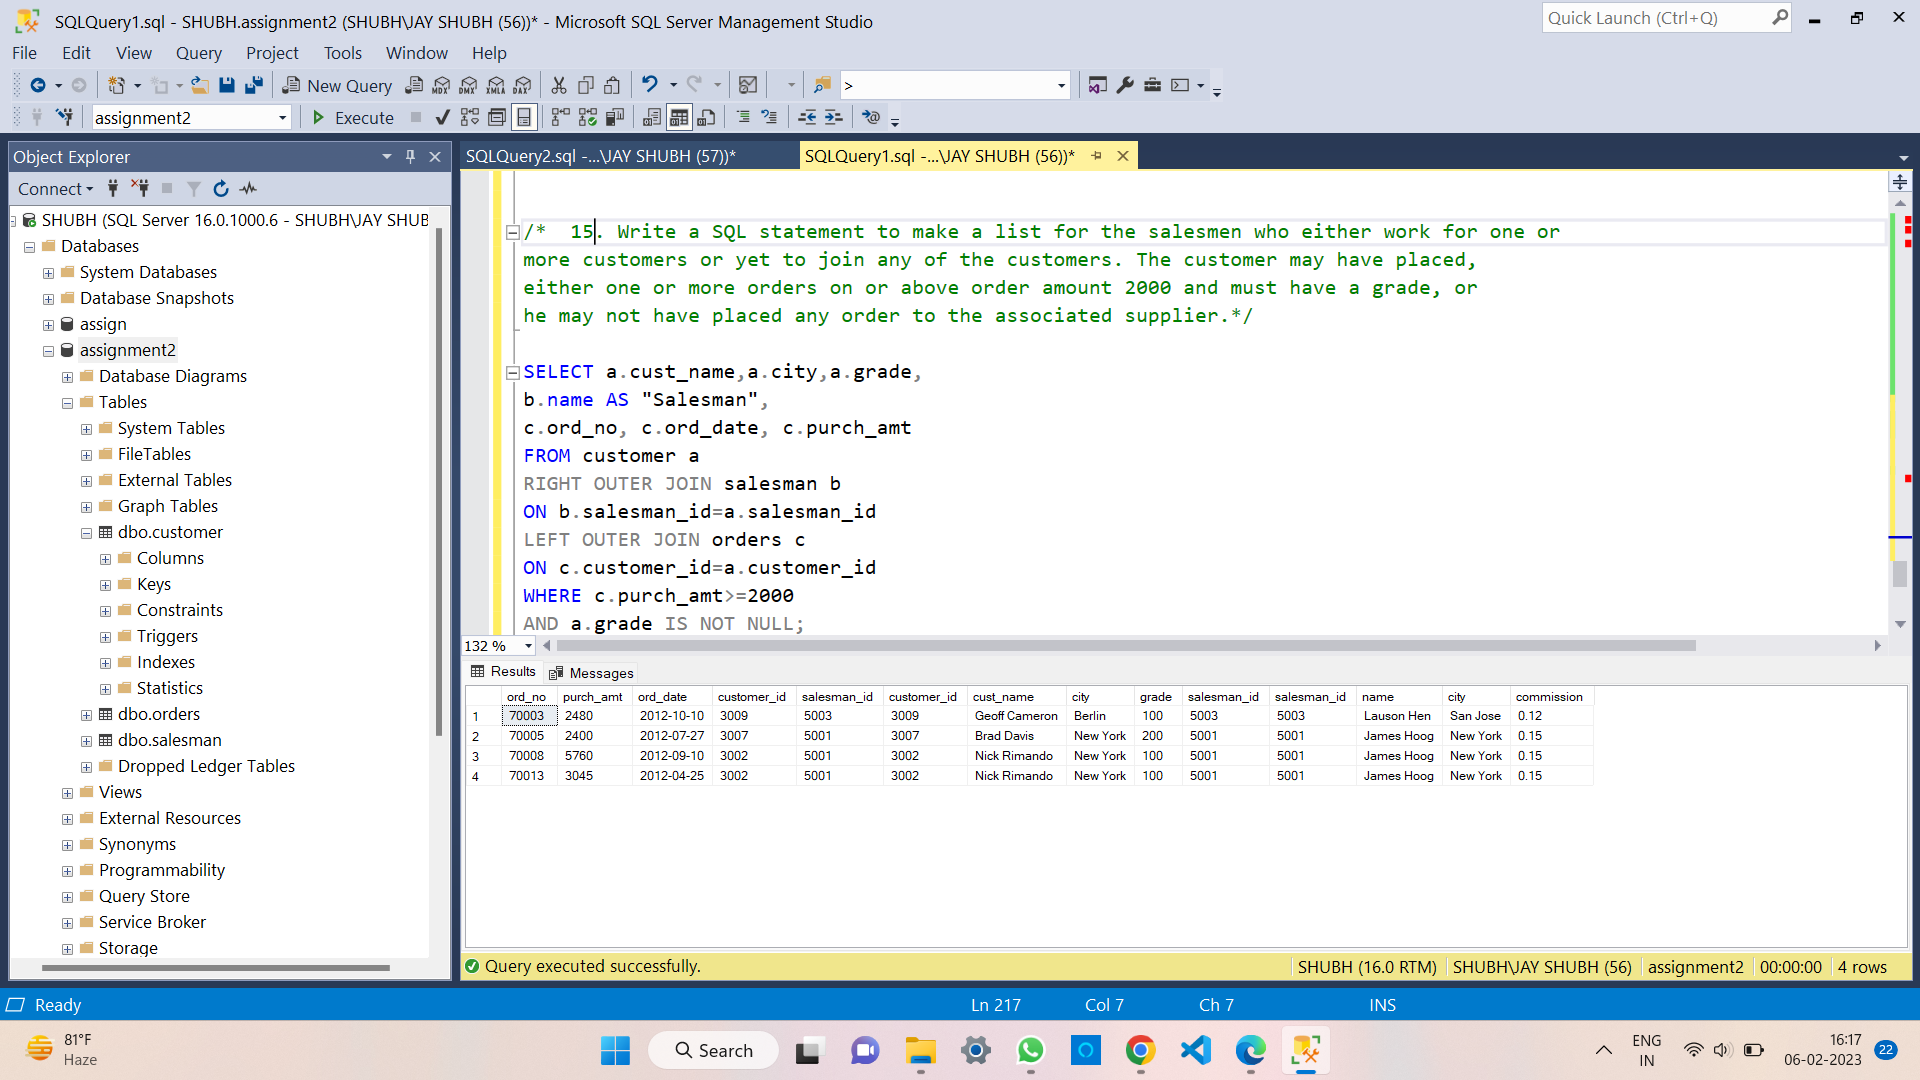 SQLQuery1.sql - SHUBH.assignment2 (SHUBH\JAY SHUBH (56))* - Microsoft SQL Server Management Studio
Quick Launch (Ctrl+Q)
File Edit View Query Project Tools Window Help
New Query MDX DMX XMLA DAX >
assignment2 Execute
Object Explorer
Connect
SHUBH (SQL Server 16.0.1000.6 - SHUBH\JAY SHUB
Databases
System Databases
Database Snapshots
assign
assignment2
Database Diagrams
Tables
System Tables
FileTables
External Tables
Graph Tables
dbo.customer
Columns
Keys
Constraints
Triggers
Indexes
Statistics
dbo.orders
dbo.salesman
Dropped Ledger Tables
Views
External Resources
Synonyms
Programmability
Query Store
Service Broker
Storage
SQLQuery2.sql -...\JAY SHUBH (57))* SQLQuery1.sql -...\JAY SHUBH (56))*
/*  15. Write a SQL statement to make a list for the salesmen who either work for one or
more customers or yet to join any of the customers. The customer may have placed,
either one or more orders on or above order amount 2000 and must have a grade, or
he may not have placed any order to the associated supplier.*/
SELECT a.cust_name,a.city,a.grade,
b.name AS "Salesman",
c.ord_no, c.ord_date, c.purch_amt
FROM customer a
RIGHT OUTER JOIN salesman b
ON b.salesman_id=a.salesman_id
LEFT OUTER JOIN orders c
ON c.customer_id=a.customer_id
WHERE c.purch_amt>=2000
AND a.grade IS NOT NULL;
132 %
Results Messages
ord_no purch_amt ord_date customer_id salesman_id customer_id cust_name city grade salesman_id salesman_id name city commission
1 70003 2480 2012-10-10 3009 5003 3009 Geoff Cameron Berlin 100 5003 5003 Lauson Hen San Jose 0.12
2 70005 2400 2012-07-27 3007 5001 3007 Brad Davis New York 200 5001 5001 James Hoog New York 0.15
3 70008 5760 2012-09-10 3002 5001 3002 Nick Rimando New York 100 5001 5001 James Hoog New York 0.15
4 70013 3045 2012-04-25 3002 5001 3002 Nick Rimando New York 100 5001 5001 James Hoog New York 0.15
Query executed successfully. SHUBH (16.0 RTM) SHUBH\JAY SHUBH (56) assignment2 00:00:00 4 rows
Ready Ln 217 Col 7 Ch 7 INS
81°F
Haze
Search
ENG
IN
16:17
06-02-2023
22